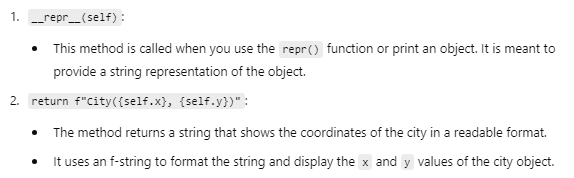 1. __repr__(self) :
• This method is called when you use the repr() function or print an object. It is meant to
provide a string representation of the object.
2. return f"City({self.x}, {self.y})" :
• The method returns a string that shows the coordinates of the city in a readable format.
• It uses an f-string to format the string and display the x and y values of the city object.